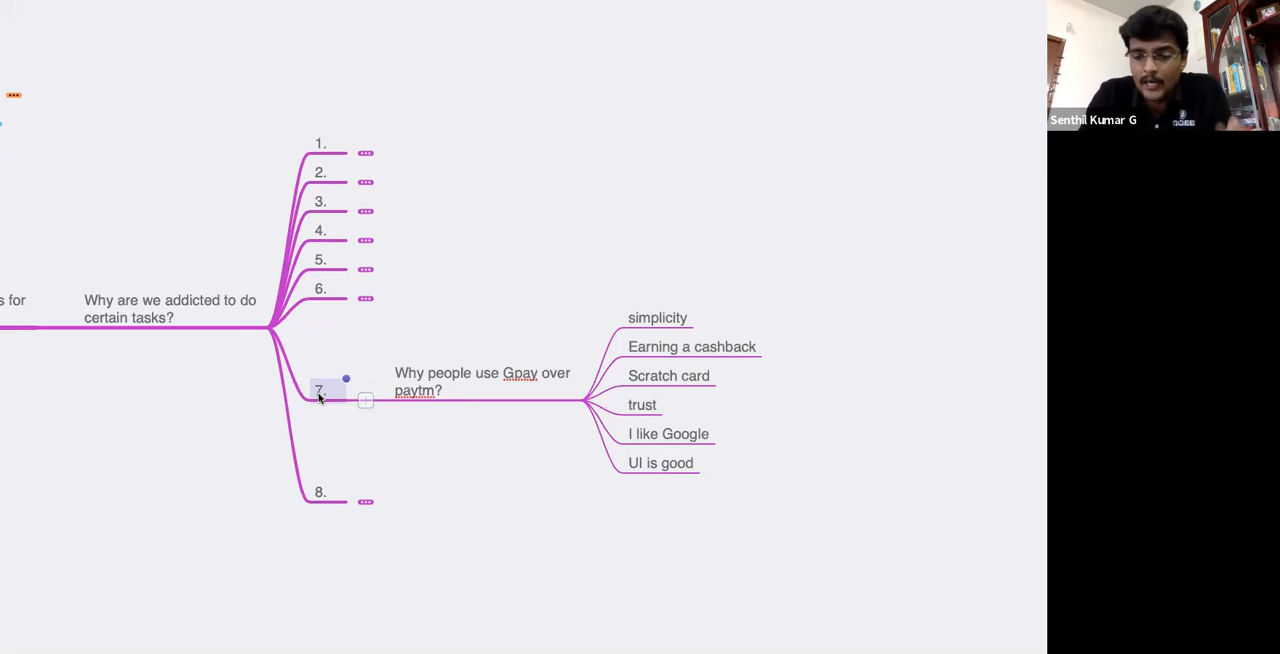 1.
2.
3.
4.
5.
6.
s for
Why are we addicted to do
certain tasks?
7.
Why people use Gpay over
paytm?
simplicity
Earning a cashback
Scratch card
trust
I like Google
UI is good
8.
Senthil Kumar G